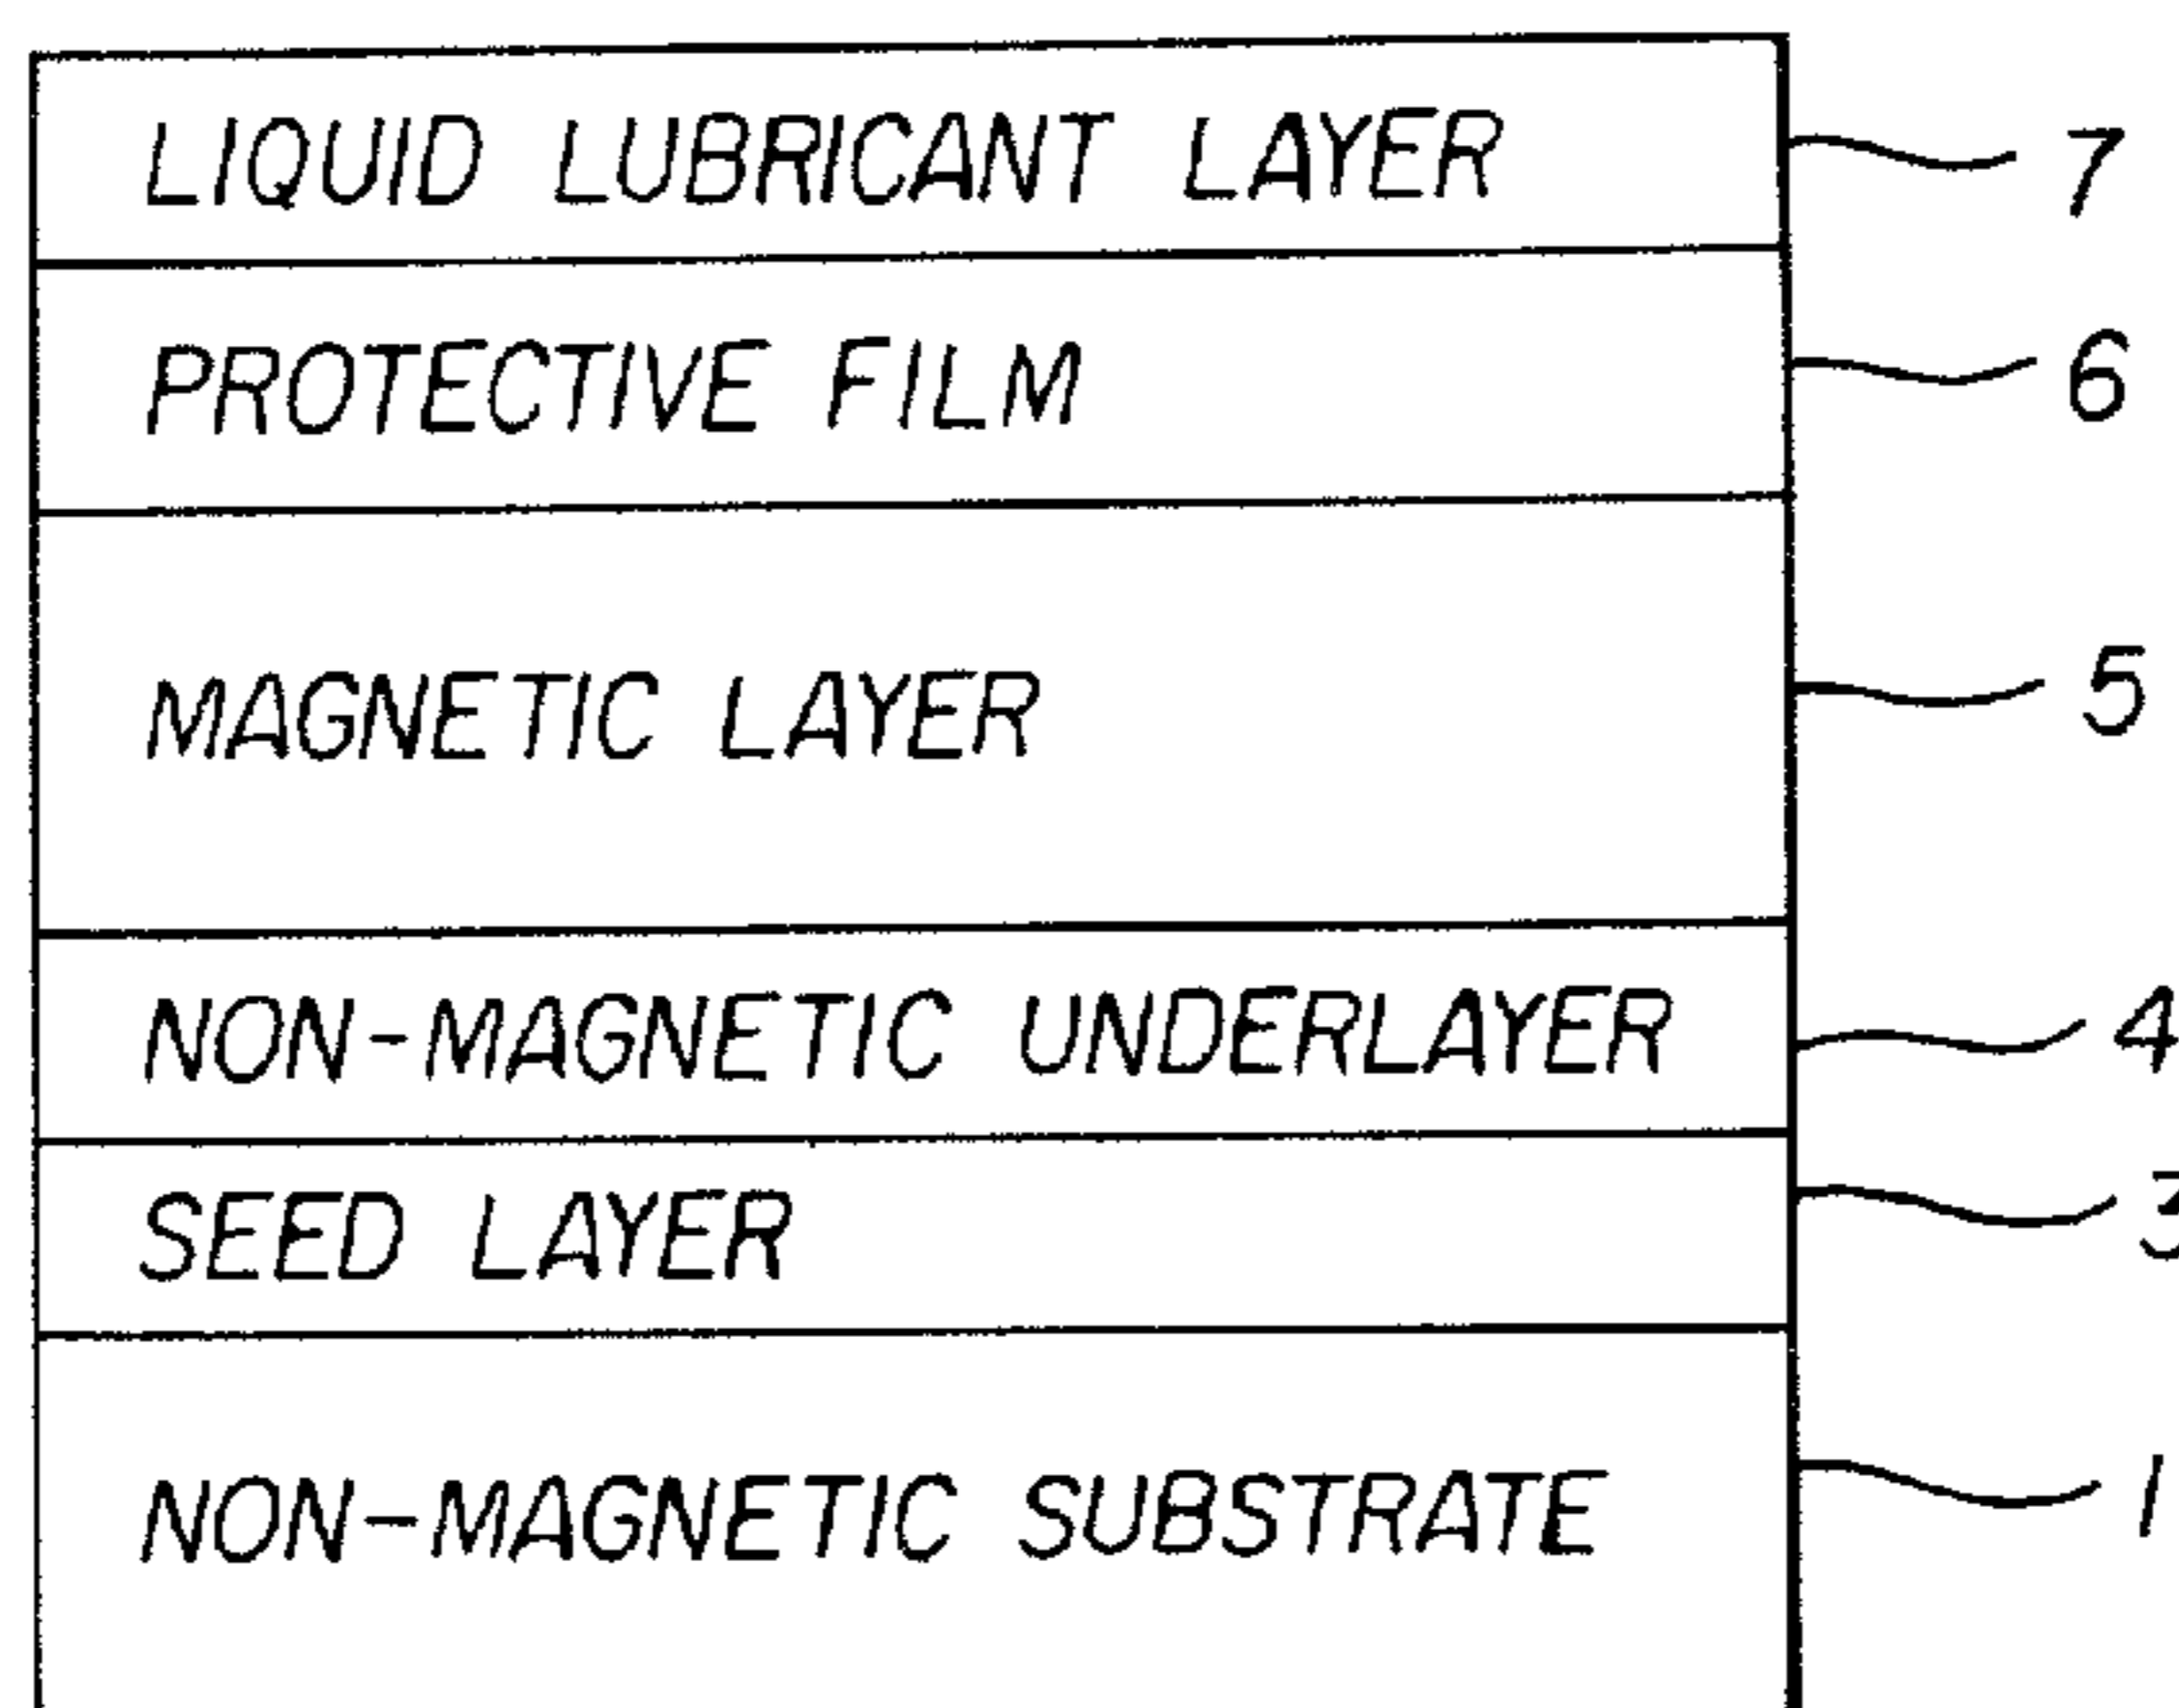 LIQUID LUBRICANT LAYER 7
PROTECTIVE FILM 6
MAGNETIC LAYER 5
NON-MAGNETIC UNDERLAYER 4
SEED LAYER 3
NON-MAGNETIC SUBSTRATE 1